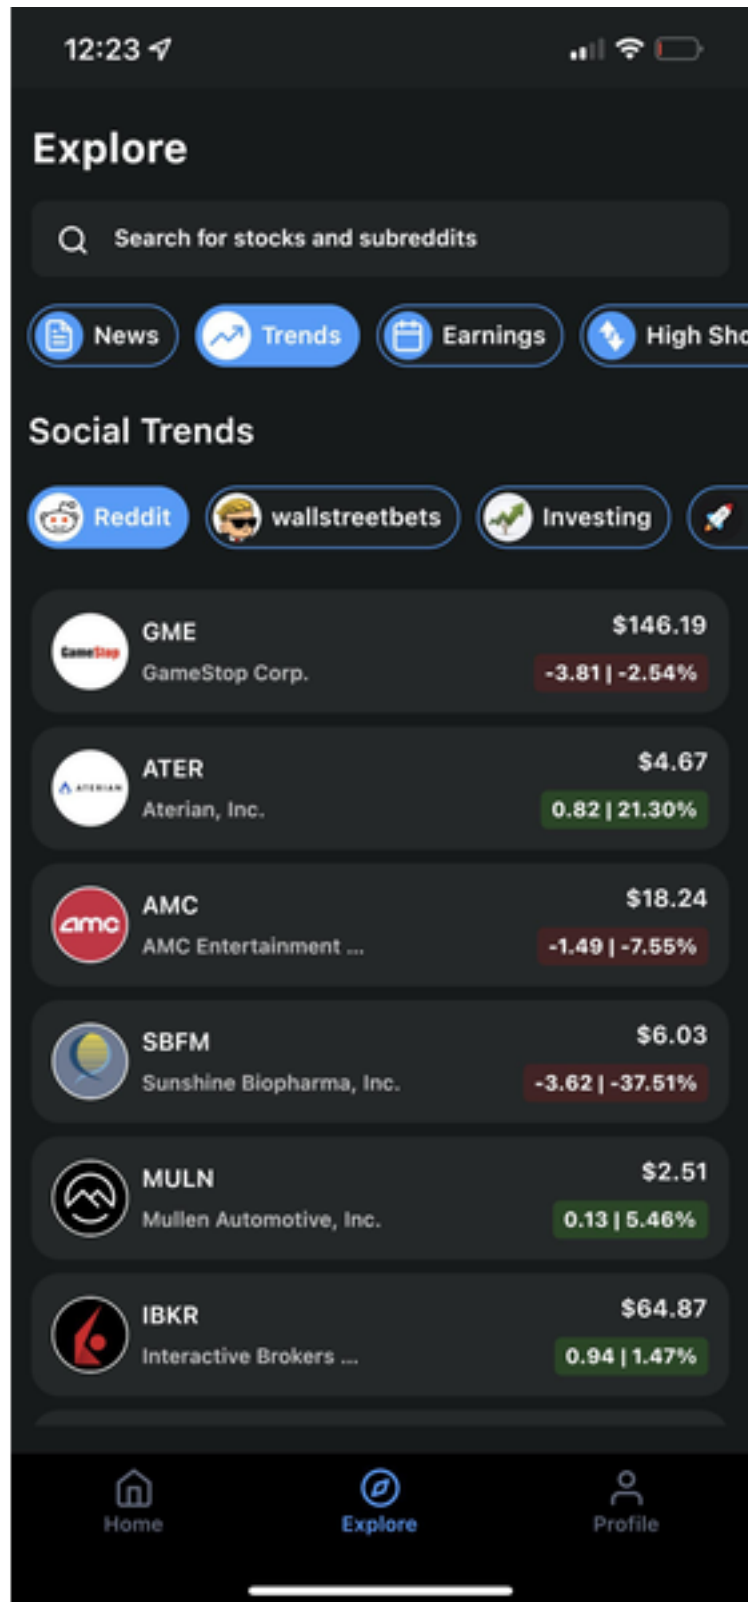 12:23
Explore
Search for stocks and subreddits
News Trends Earnings High Sho
Social Trends
Reddit wallstreetbets Investing
GameStop
GME
$146.19
GameStop Corp.
-3.81 | -2.54%
ATERIAN
ATER
$4.67
Aterian, Inc.
0.82 | 21.30%
amc
AMC
$18.24
AMC Entertainment ...
-1.49 | -7.55%
SBFM
$6.03
Sunshine Biopharma, Inc.
-3.62 | -37.51%
MULN
$2.51
Mullen Automotive, Inc.
0.13 | 5.46%
IBKR
$64.87
Interactive Brokers ...
0.94 | 1.47%
Home Explore Profile